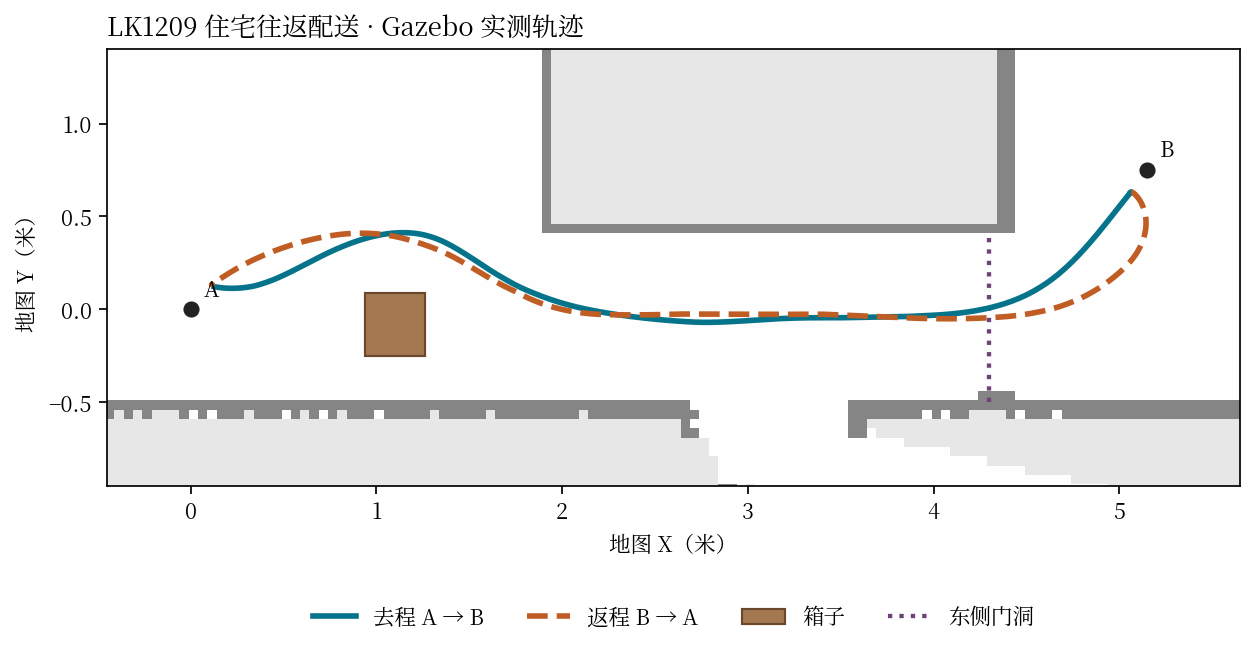 LK1209 住宅往返配送 · Gazebo 实测轨迹
地图 Y（米）
1.0
0.5
0.0
−0.5
A
B
0 1 2 3 4 5
地图 X（米）
去程 A → B 返程 B → A 箱子 东侧门洞